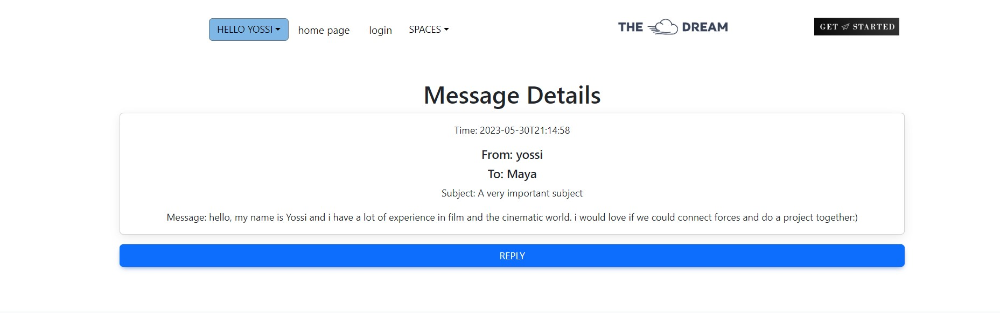 HELLO YOSSI
home page
login
SPACES
THE DREAM
GET STARTED
Message Details
Time: 2023-05-30T21:14:58
From: yossi
To: Maya
Subject: A very important subject
Message: hello, my name is Yossi and i have a lot of experience in film and the cinematic world. i would love if we could connect forces and do a project together:)
REPLY